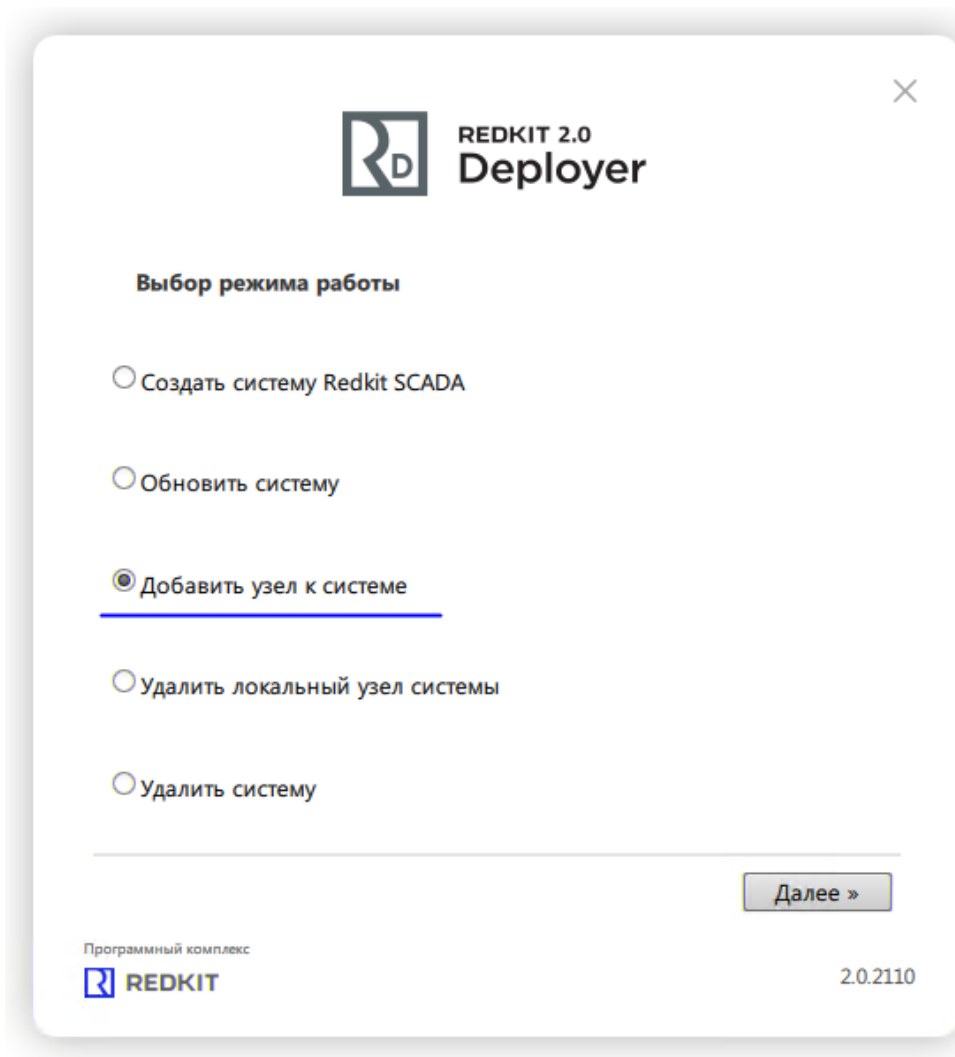 REDKIT 2.0
Deployer
Выбор режима работы
Создать систему Redkit SCADA
Обновить систему
Добавить узел к системе
Удалить локальный узел системы
Удалить систему
Далее »
Программный комплекс
REDKIT
2.0.2110